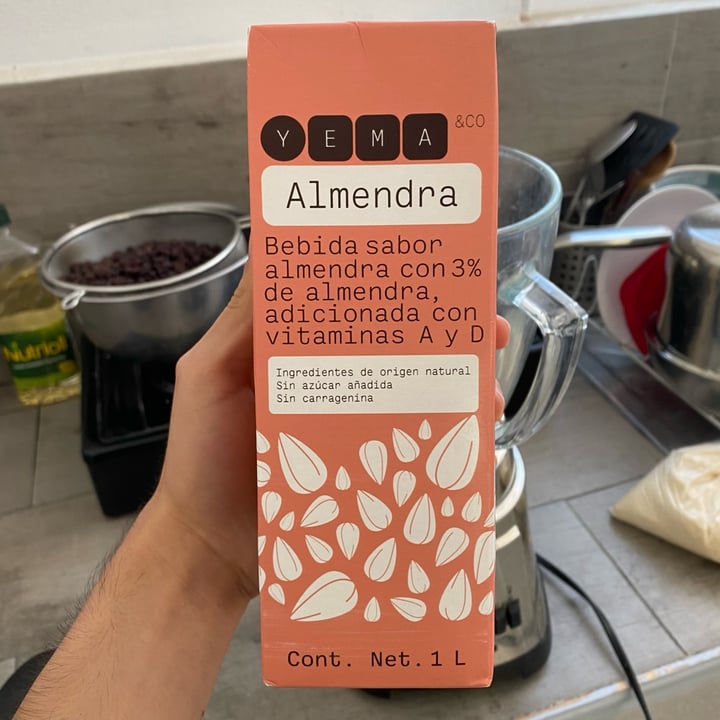 YEMA &CO
Almendra
Bebida sabor
almendra con 3%
de almendra,
adicionada con
vitaminas A y D
Ingredientes de origen natural
Sin azúcar añadida
Sin carragenina
Cont. Net. 1 L
Nutrioli